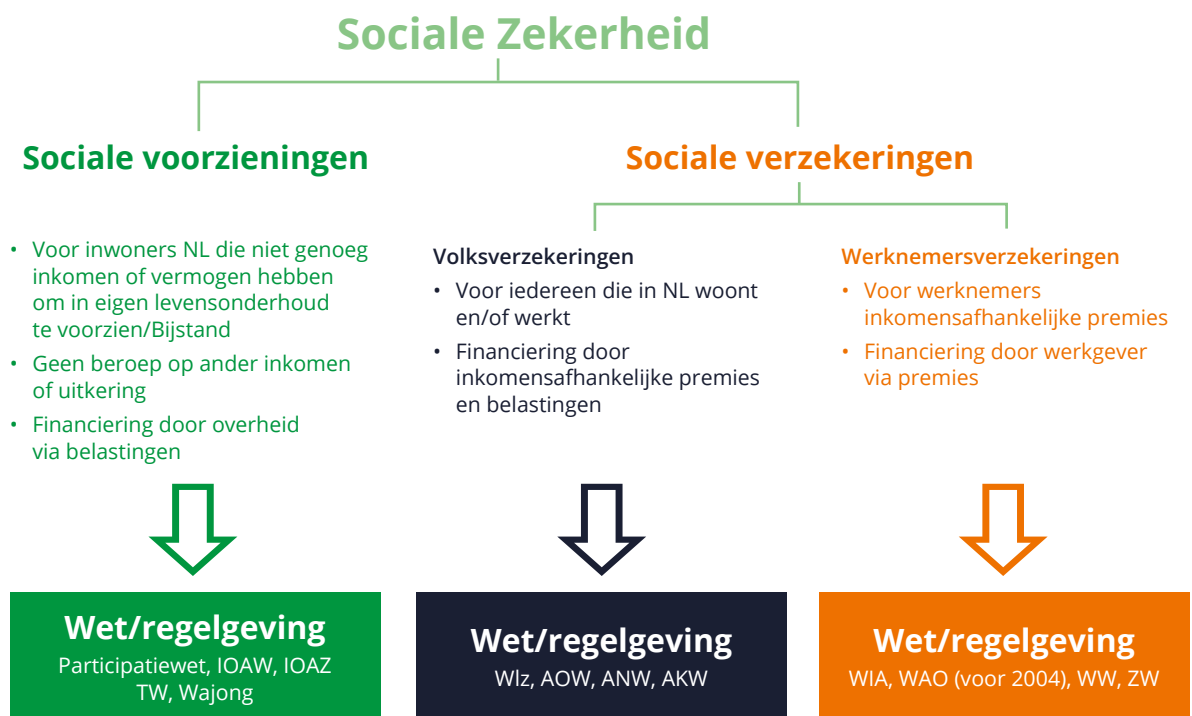 Sociale Zekerheid
Sociale voorzieningen
• Voor inwoners NL die niet genoeg
inkomen of vermogen hebben
om in eigen levensonderhoud
te voorzien/Bijstand
• Geen beroep op ander inkomen
of uitkering
• Financiering door overheid
via belastingen
Wet/regelgeving
Participatiewet, IOAW, IOAZ
TW, Wajong
Sociale verzekeringen
Volksverzekeringen
• Voor iedereen die in NL woont
en/of werkt
• Financiering door
inkomensafhankelijke premies
en belastingen
Wet/regelgeving
Wlz, AOW, ANW, AKW
Werknemersverzekeringen
• Voor werknemers
inkomensafhankelijke premies
• Financiering door werkgever
via premies
Wet/regelgeving
WIA, WAO (voor 2004), WW, ZW